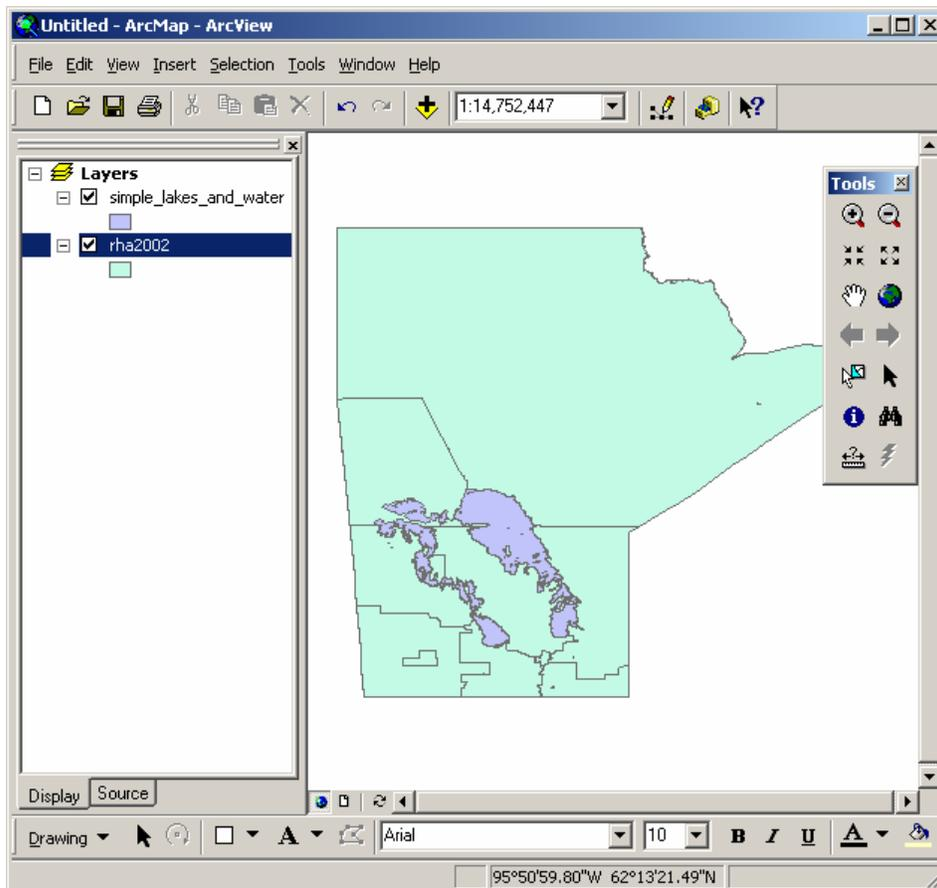 Untitled - ArcMap - ArcView
File Edit View Insert Selection Tools Window Help
1:14,752,447
Layers
simple_lakes_and_water
rha2002
Tools
Display Source
Drawing A Arial 10 B I U A
95°50'59.80"W 62°13'21.49"N